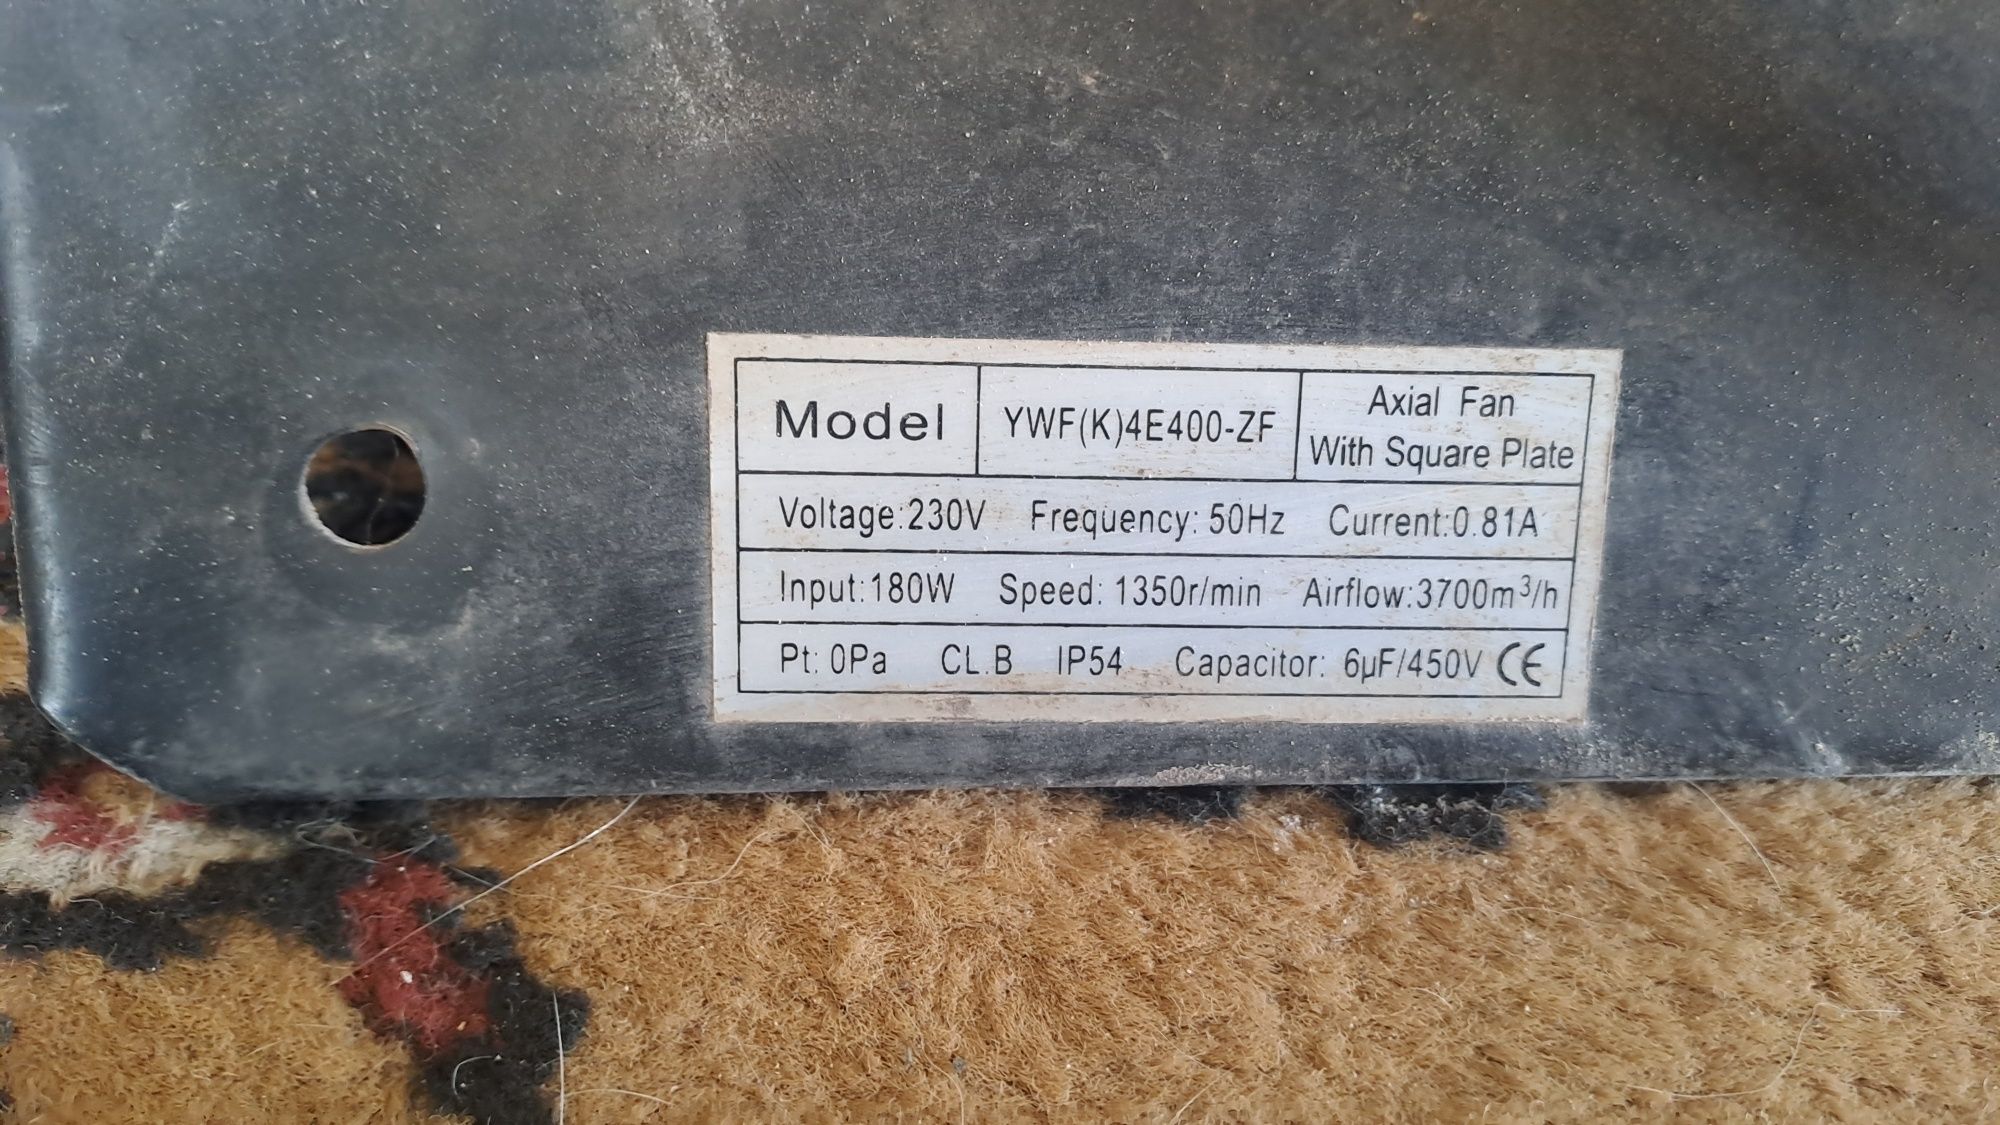 Model YWF(K)4E400-ZF Axial Fan
With Square Plate
Voltage:230V Frequency: 50Hz Current:0.81A
Input:180W Speed: 1350r/min Airflow:3700m³/h
Pt: 0Pa CL.B IP54 Capacitor: 6μF/450V CE